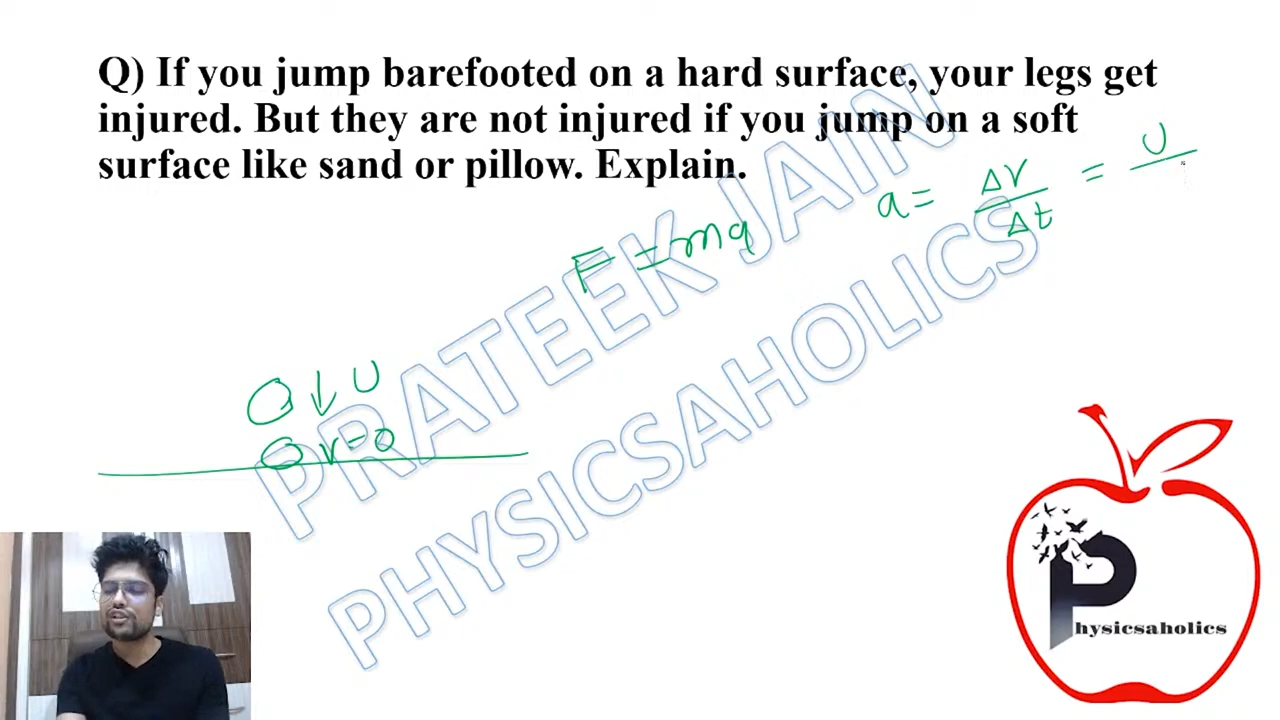 Q) If you jump barefooted on a hard surface, your legs get
injured. But they are not injured if you jump on a soft
surface like sand or pillow. Explain.
F = ma
a = Δv/Δt = U
U
v=0
PRATEEK JAIN
PHYSICSAHOLICS
Physicsaholics